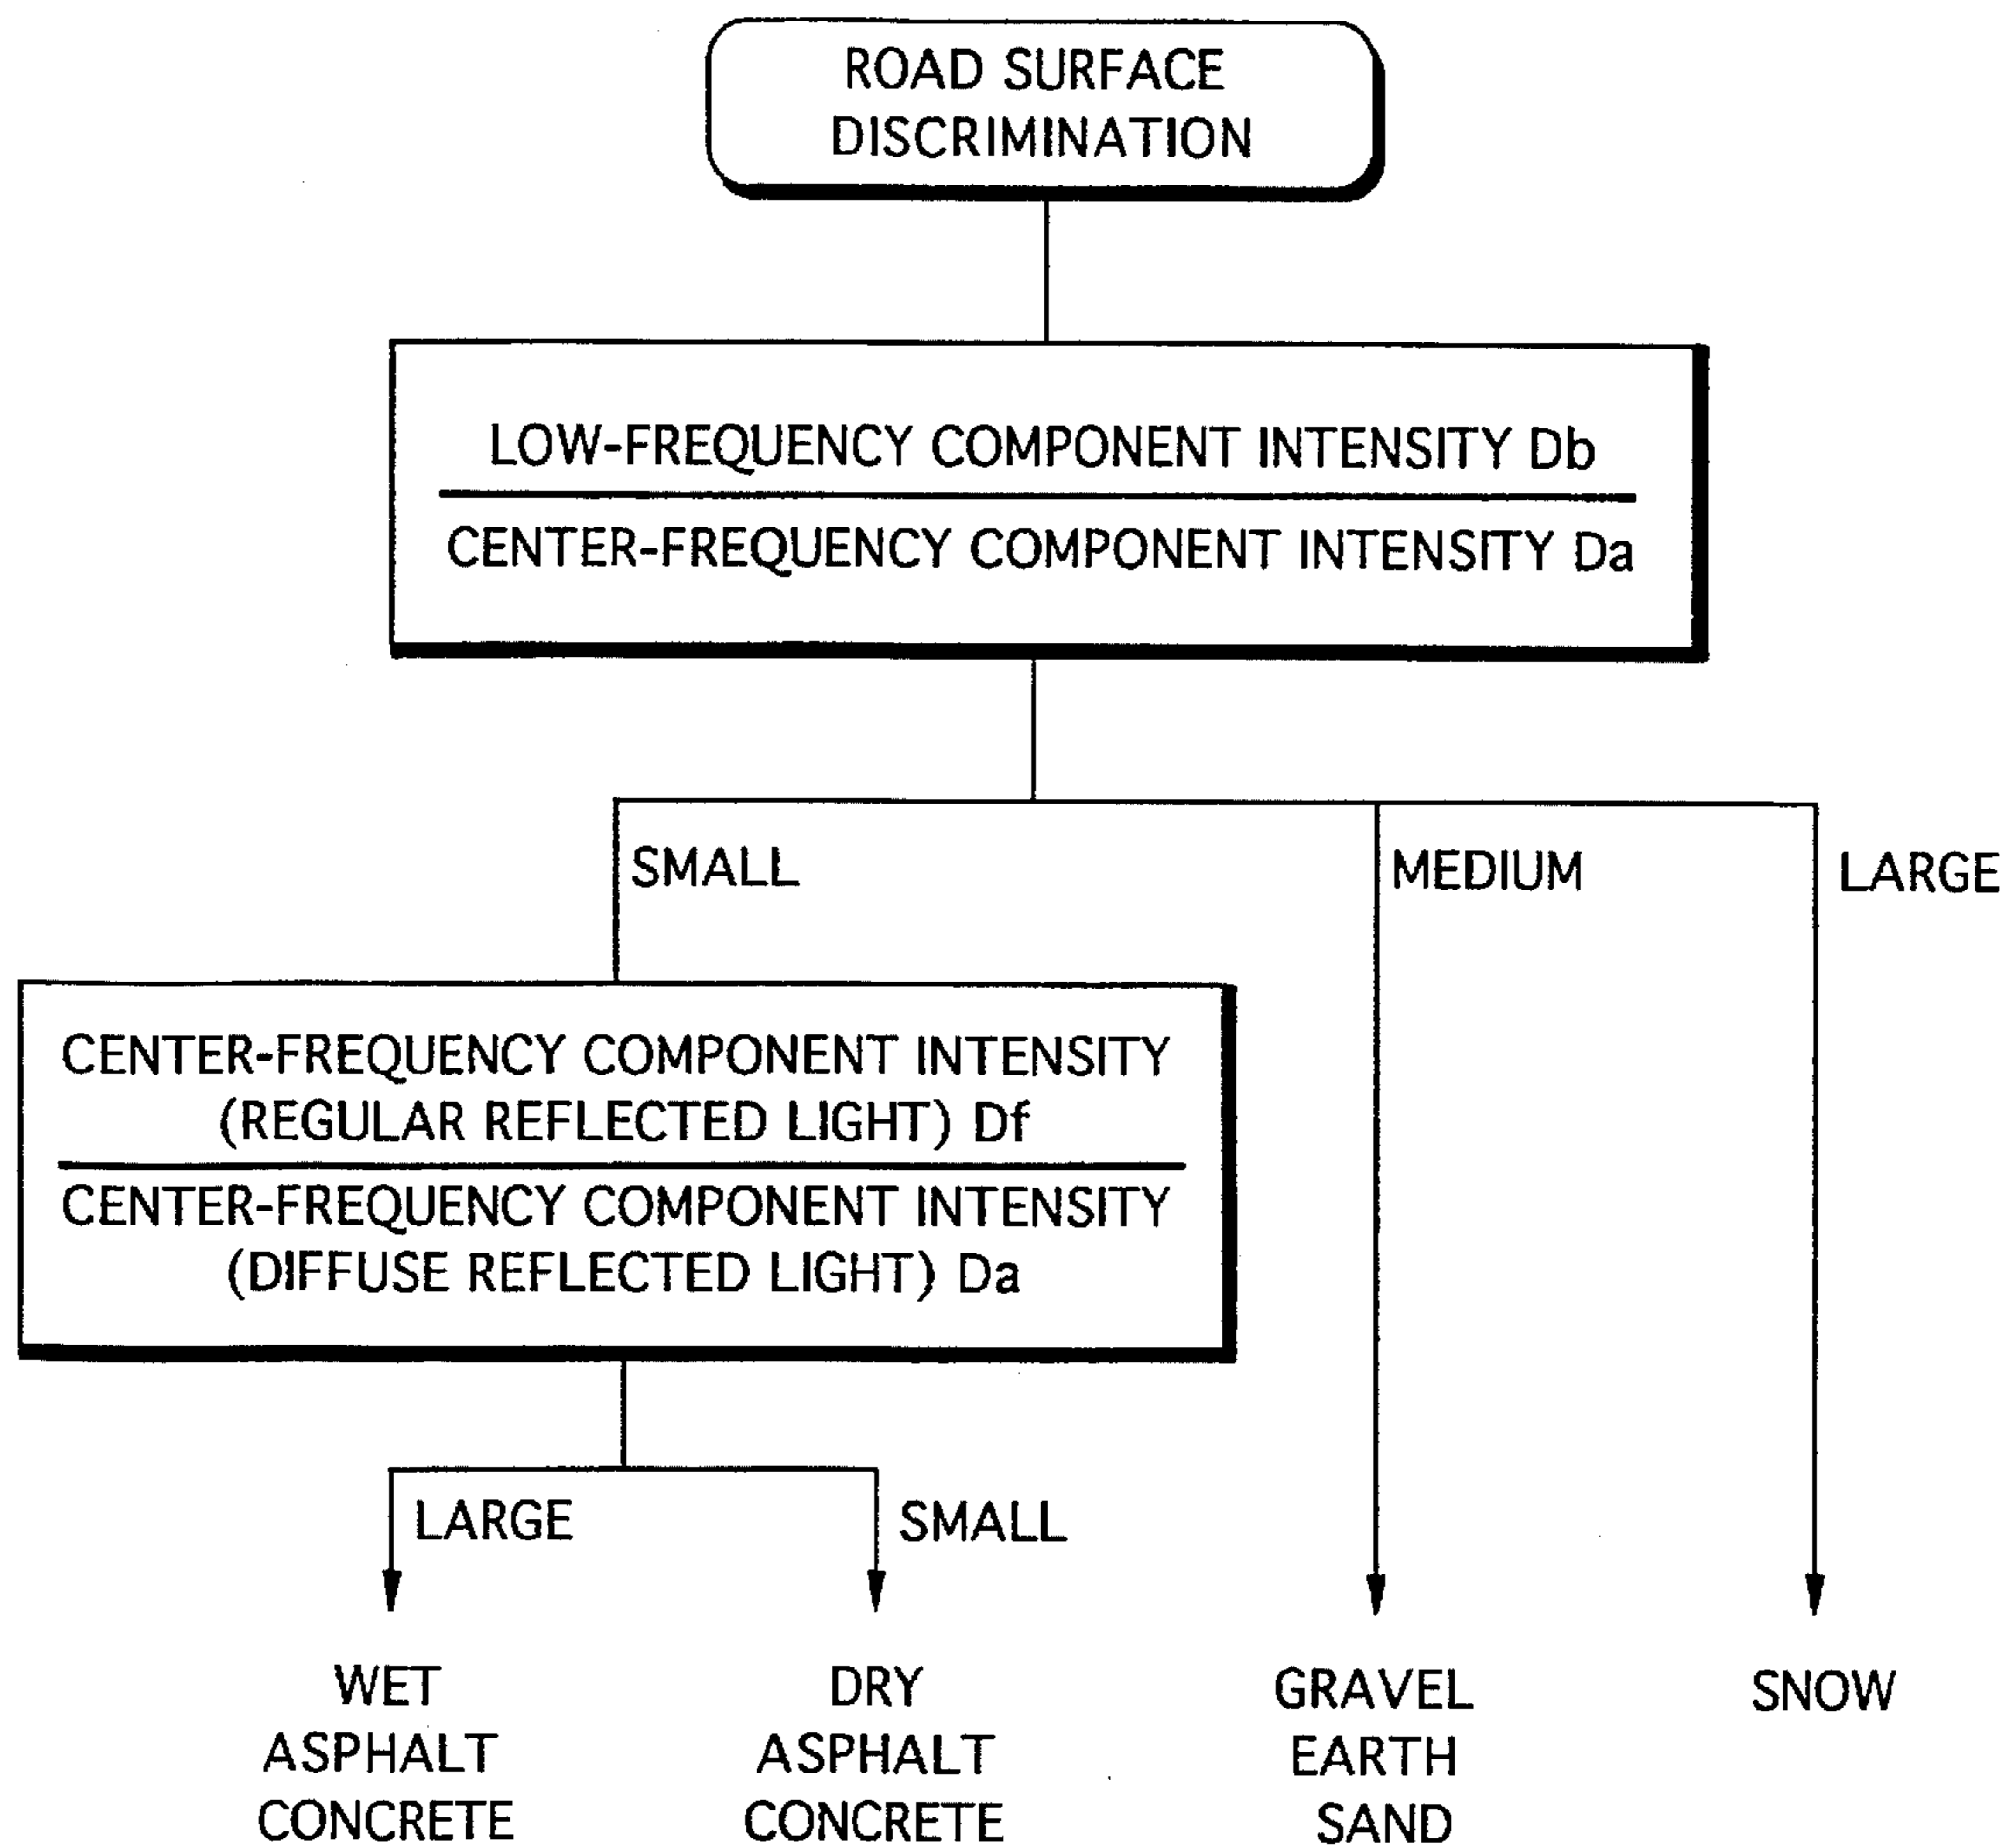 ROAD SURFACE
DISCRIMINATION
LOW-FREQUENCY COMPONENT INTENSITY Db
CENTER-FREQUENCY COMPONENT INTENSITY Da
SMALL
MEDIUM
LARGE
CENTER-FREQUENCY COMPONENT INTENSITY
(REGULAR REFLECTED LIGHT) Df
CENTER-FREQUENCY COMPONENT INTENSITY
(DIFFUSE REFLECTED LIGHT) Da
LARGE
SMALL
WET
ASPHALT
CONCRETE
DRY
ASPHALT
CONCRETE
GRAVEL
EARTH
SAND
SNOW